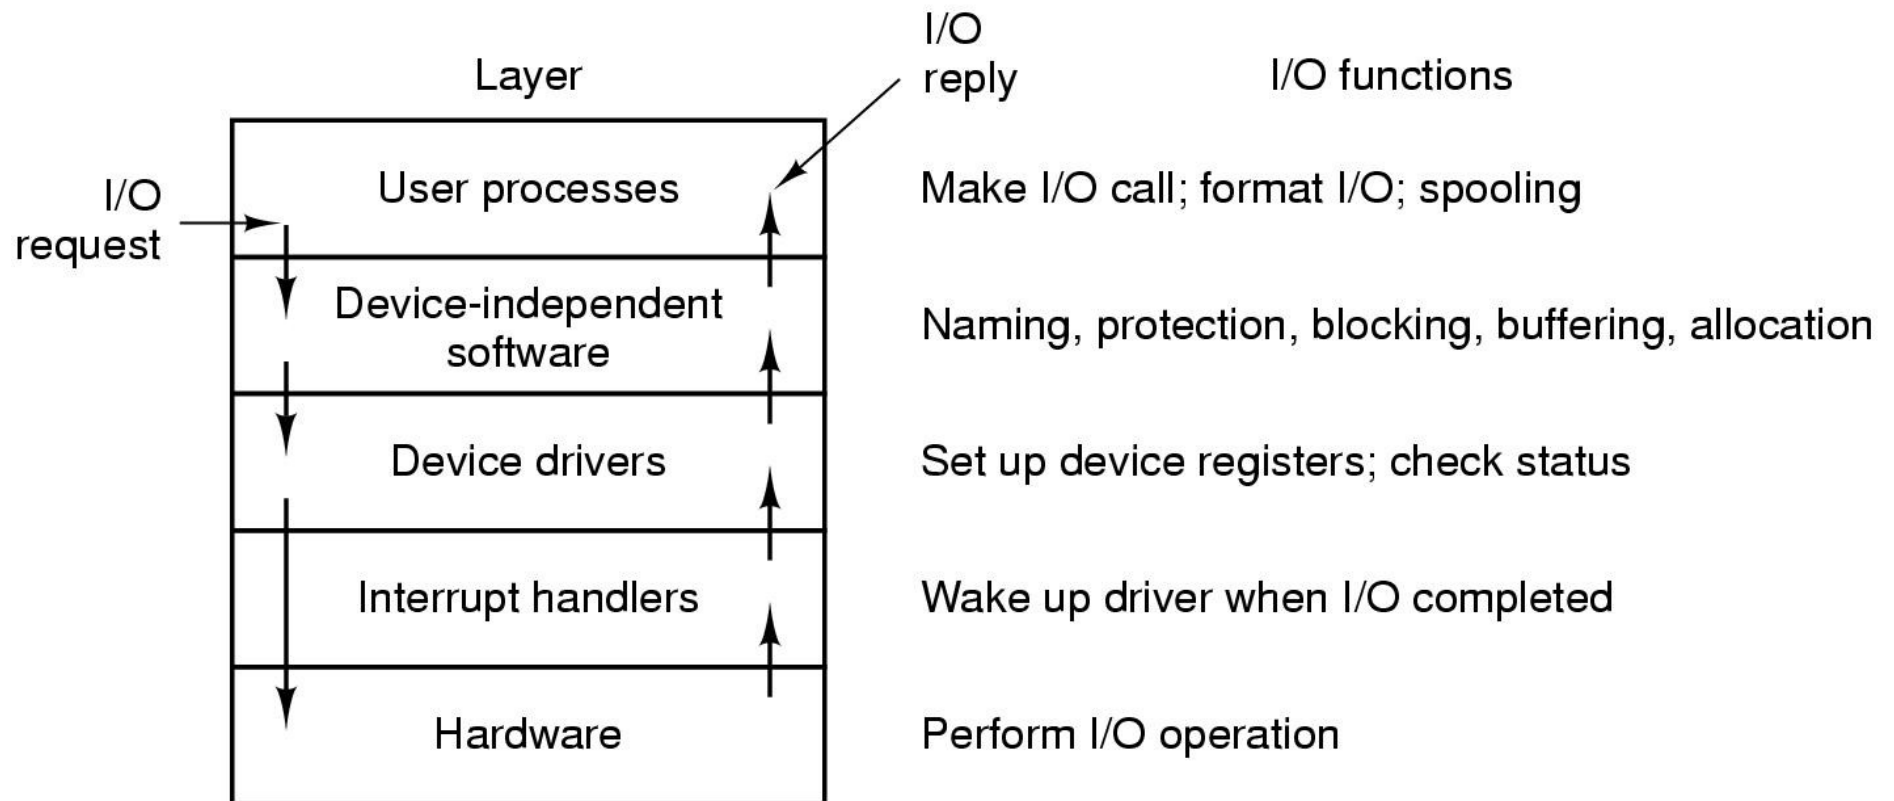 Layer
I/O
reply
I/O functions
User processes
Make I/O call; format I/O; spooling
I/O
request
Device-independent
software
Naming, protection, blocking, buffering, allocation
Device drivers
Set up device registers; check status
Interrupt handlers
Wake up driver when I/O completed
Hardware
Perform I/O operation